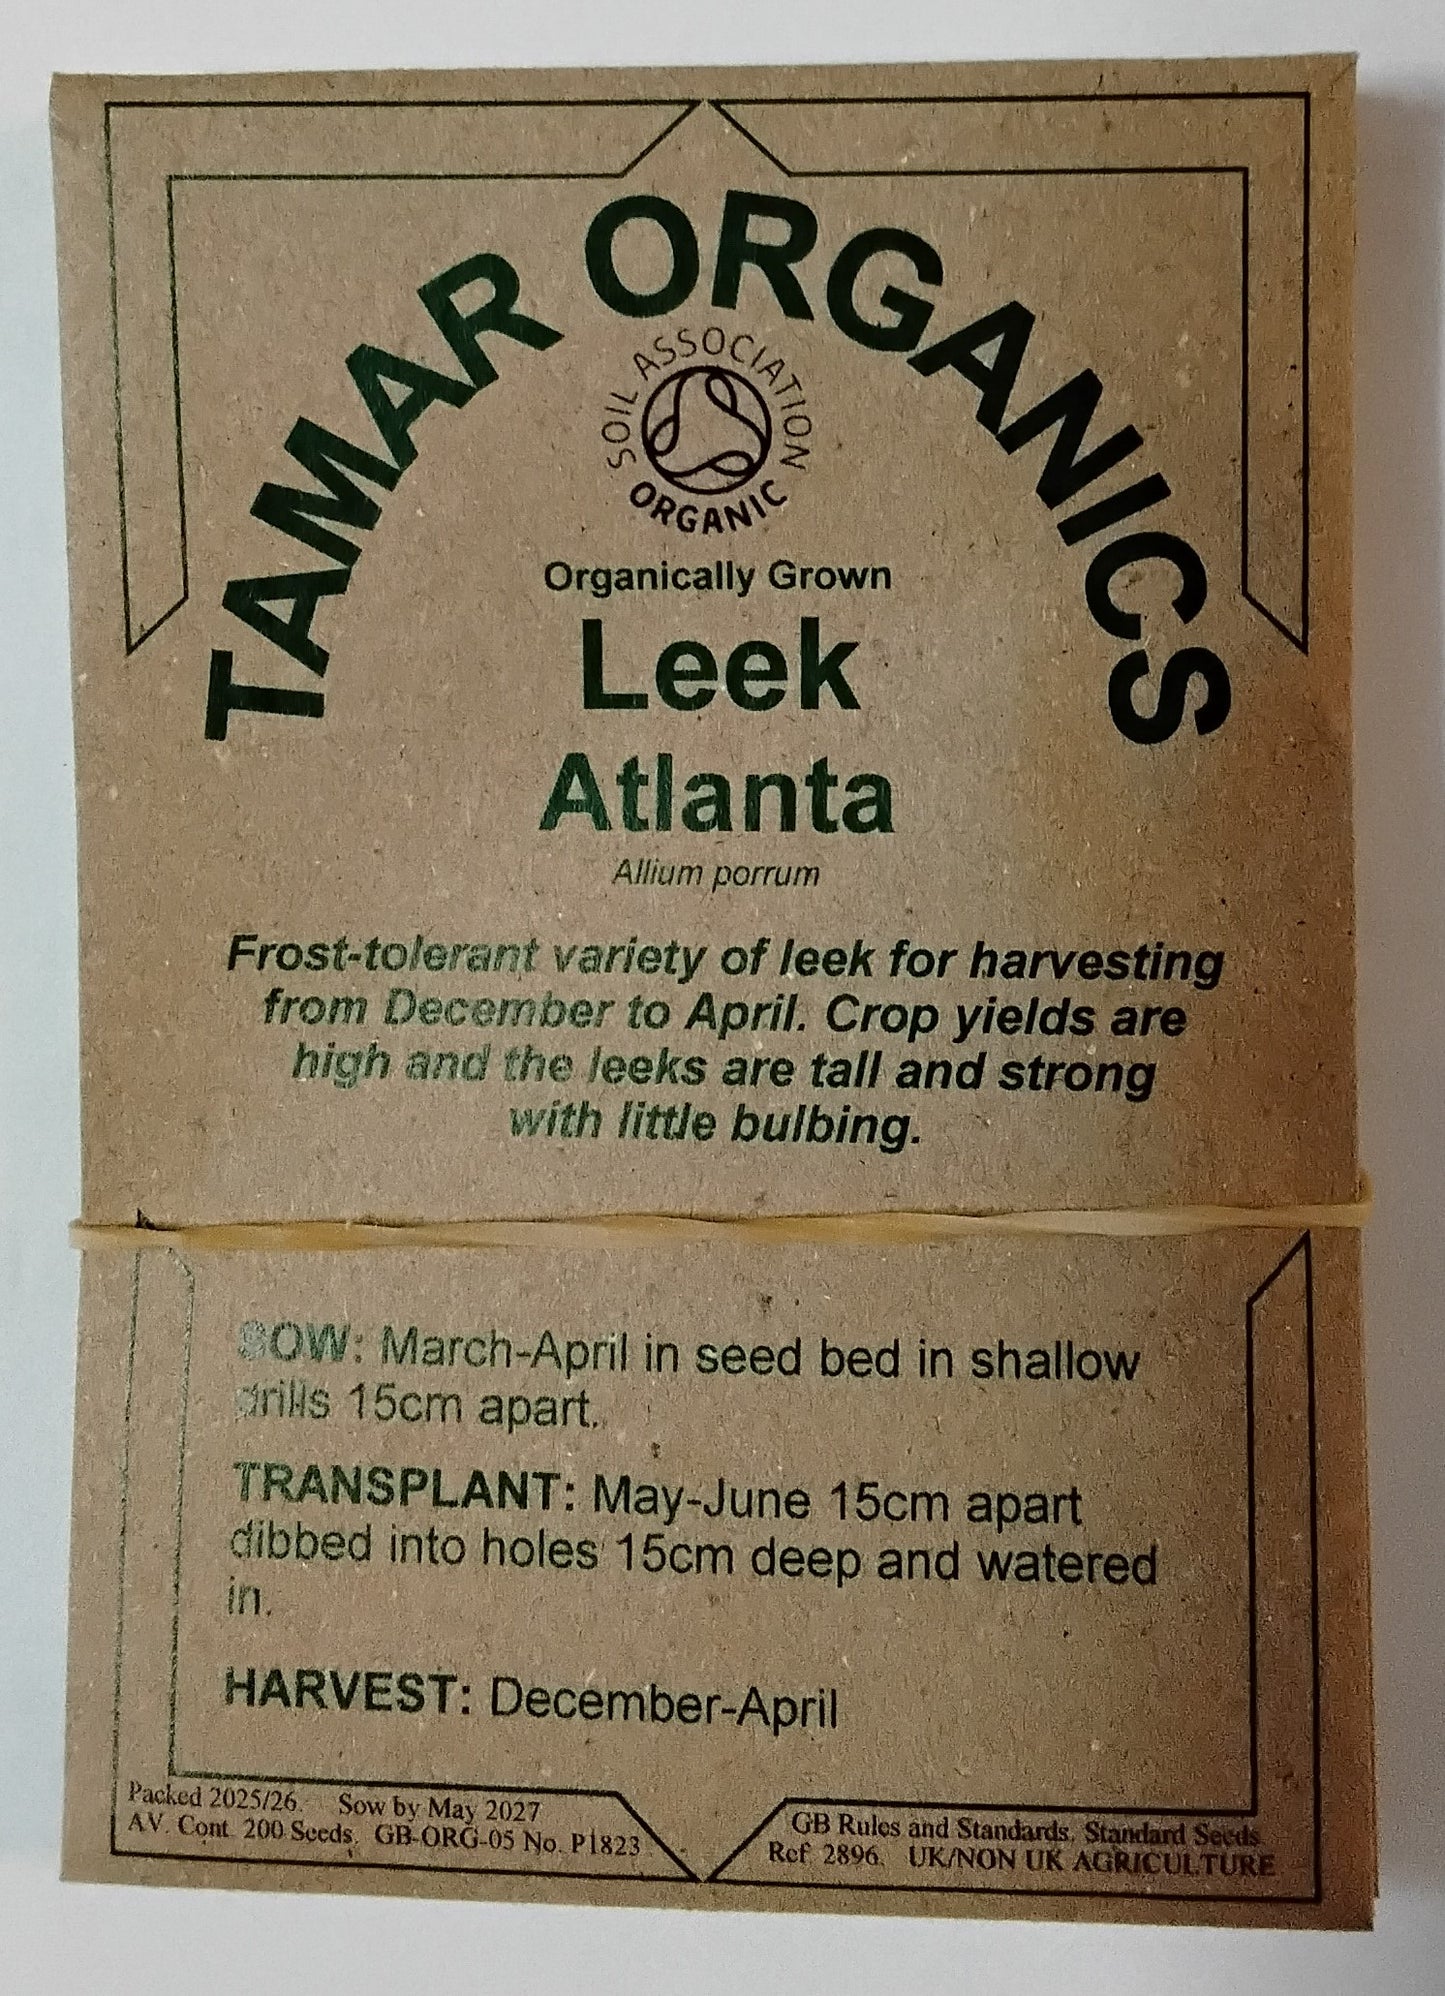 TAMAR ORGANICS
SOIL ASSOCIATION
ORGANIC
Organically Grown
Leek
Atlanta
Allium porrum
Frost-tolerant variety of leek for harvesting
from December to April. Crop yields are
high and the leeks are tall and strong
with little bulbing.
SOW: March-April in seed bed in shallow
drills 15cm apart.
TRANSPLANT: May-June 15cm apart
dibbed into holes 15cm deep and watered
in.
HARVEST: December-April
Packed 2025/26. Sow by May 2027
AV. Cont. 200 Seeds. GB-ORG-05 No. P1823
GB Rules and Standards. Standard Seeds
Ref. 2896. UK/NON UK AGRICULTURE